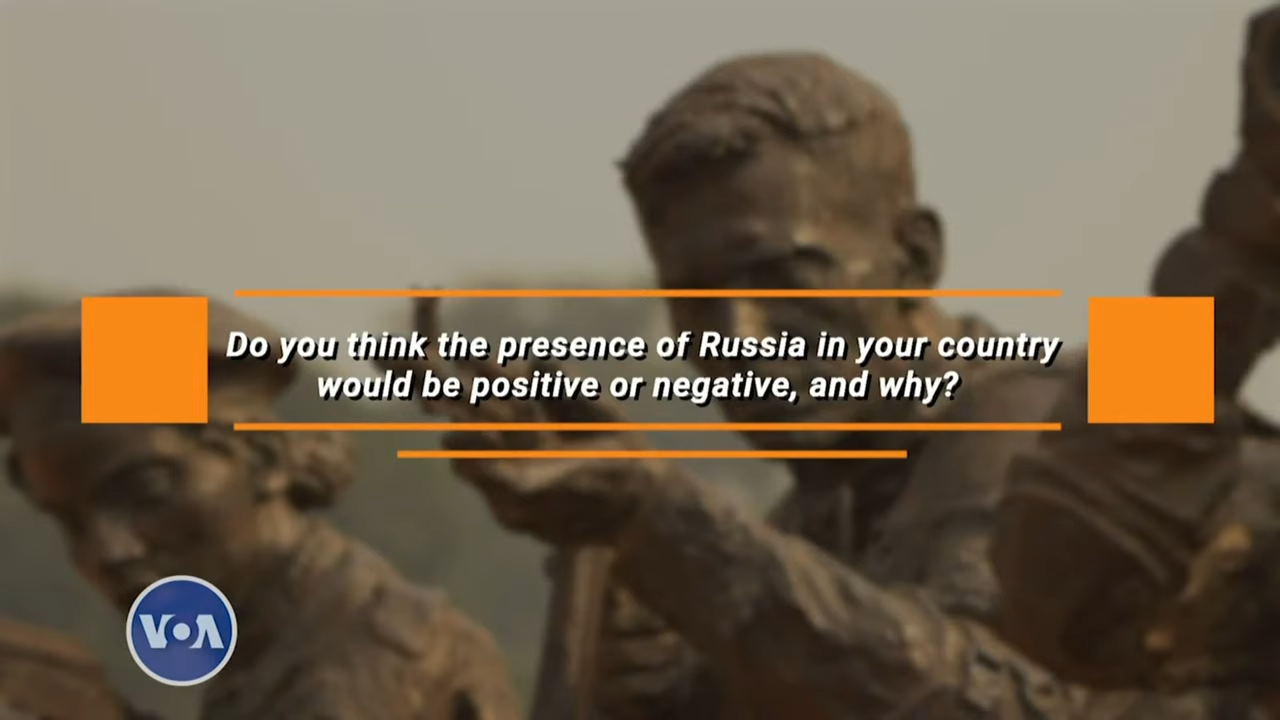 Do you think the presence of Russia in your country
would be positive or negative, and why?
VOA